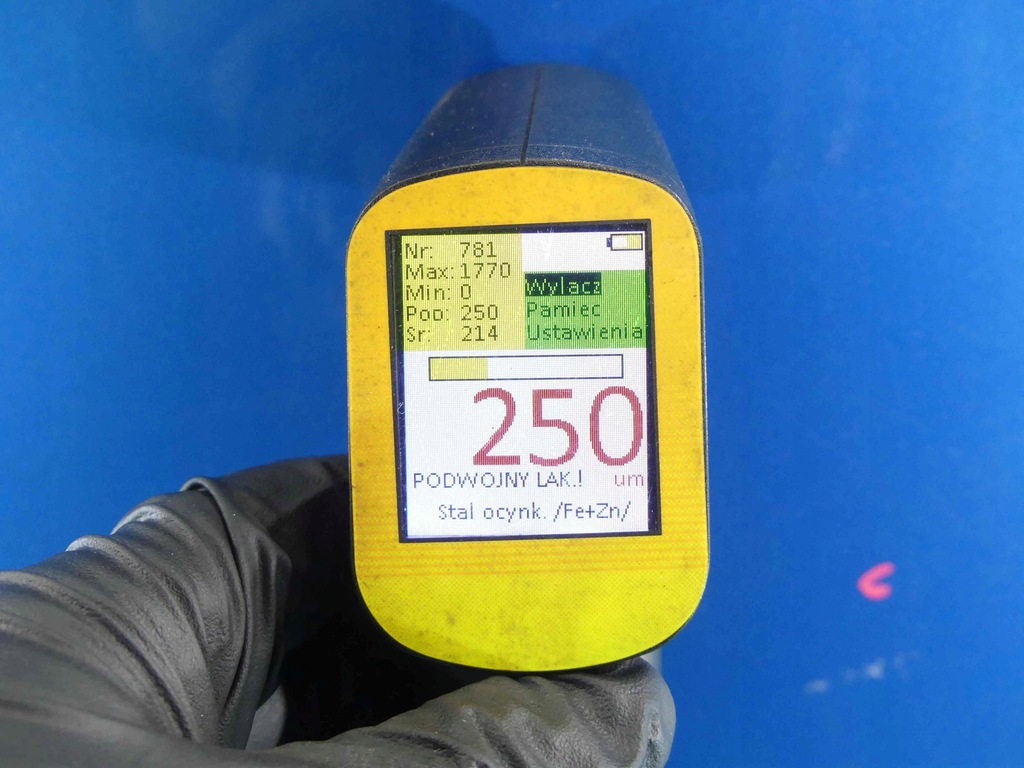 Nr: 781
Max: 1770
Min: 0
Poo: 250
Sr: 214
Wylacz
Pamiec
Ustawienia
250
PODWOJNY LAK.! um
Stal ocynk. /Fe+Zn/